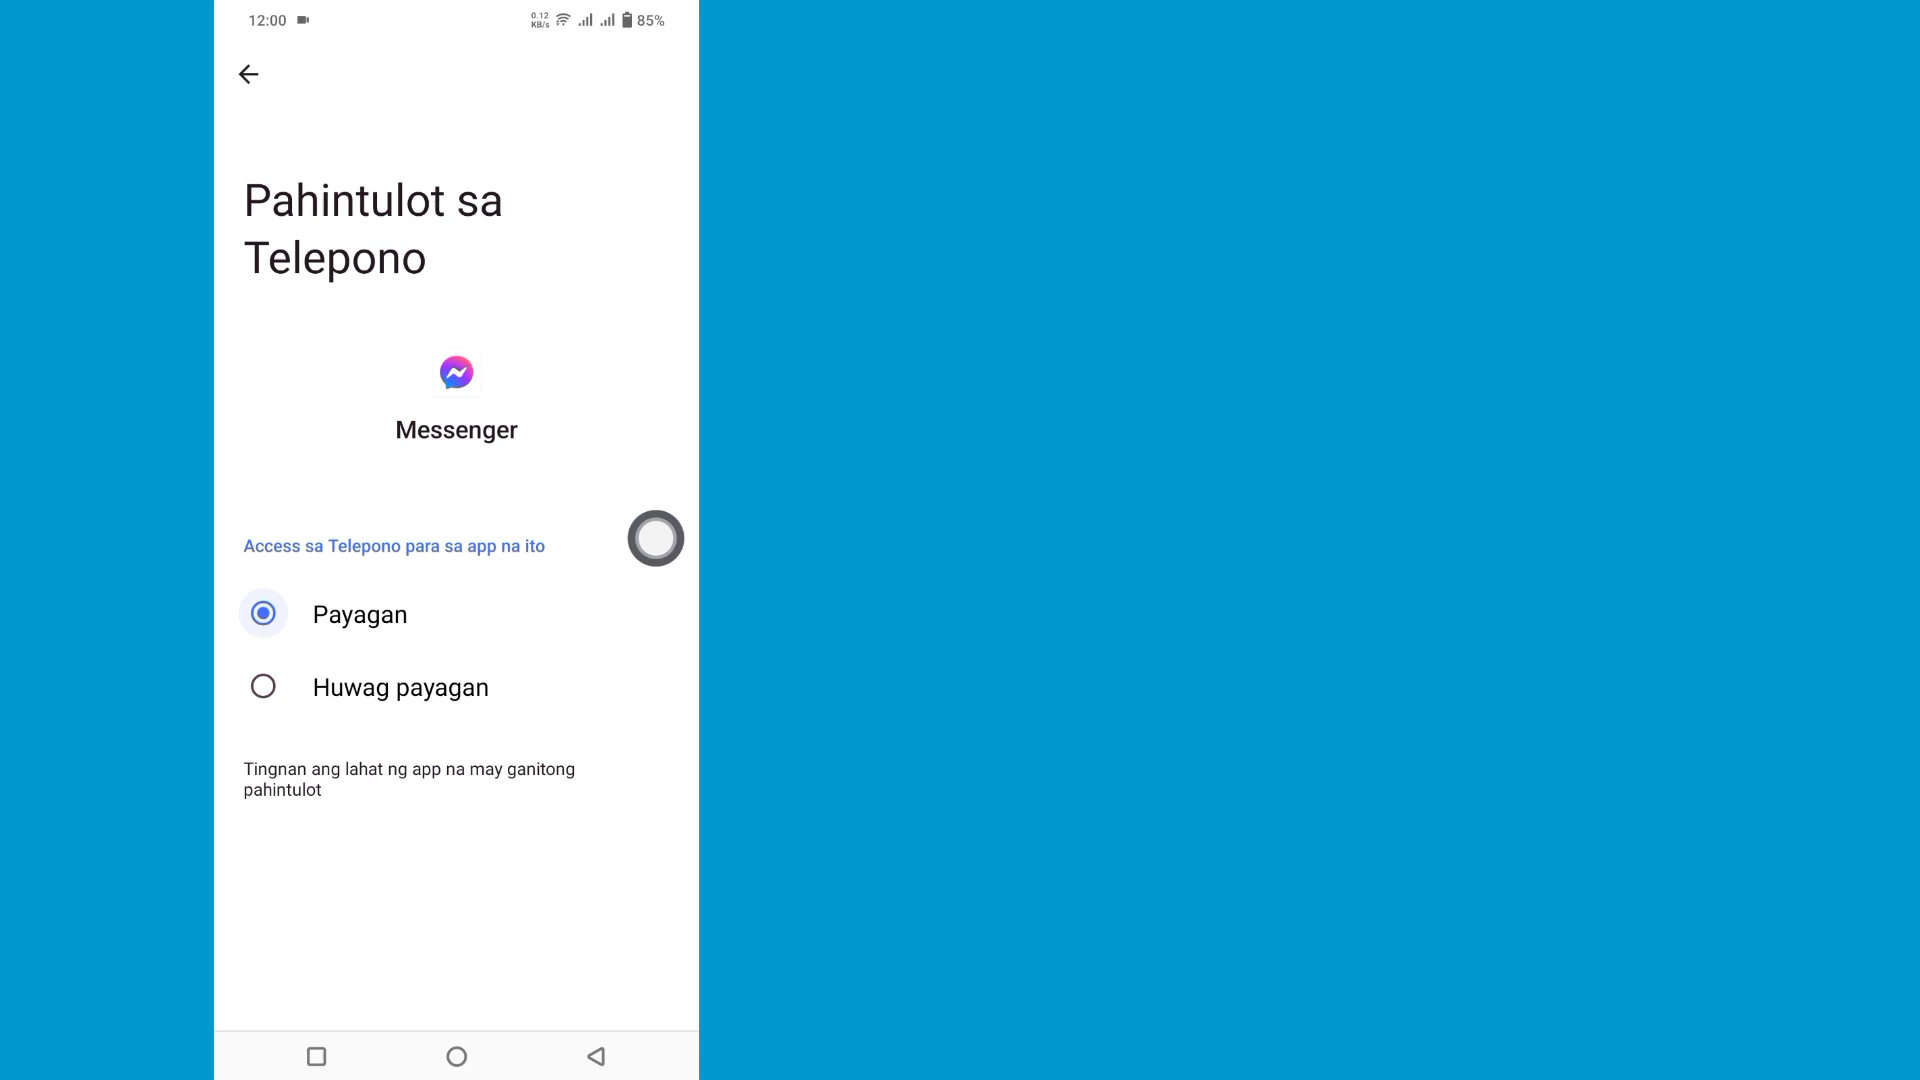 12:00
0.12 KB/s
85%
Pahintulot sa
Telepono
Messenger
Access sa Telepono para sa app na ito
Payagan
Huwag payagan
Tingnan ang lahat ng app na may ganitong
pahintulot